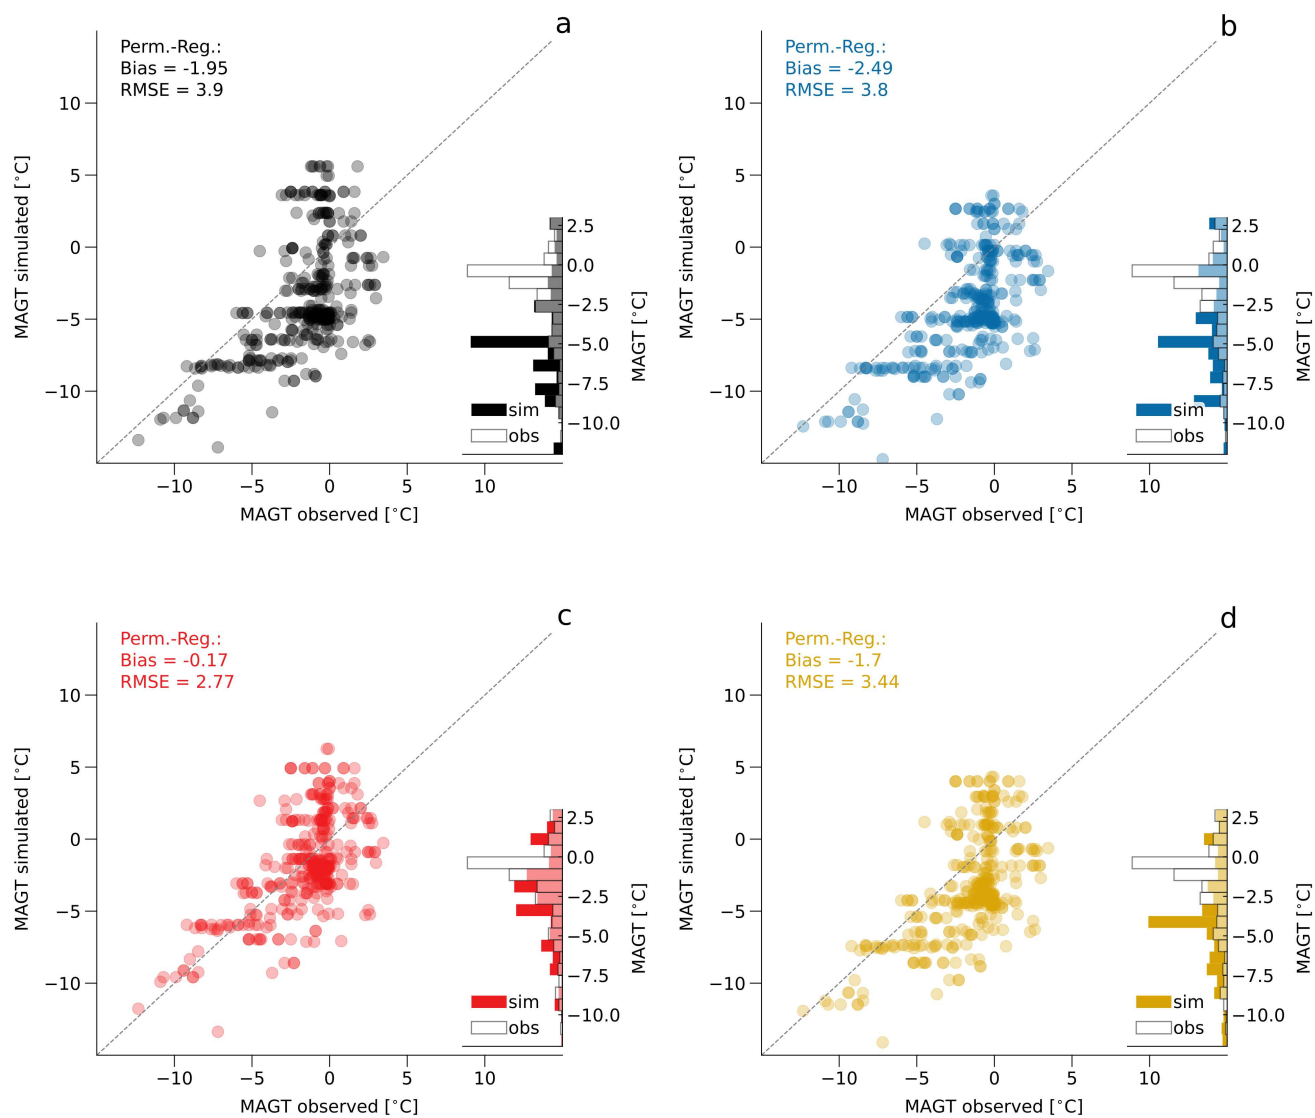 a
Perm.-Reg.:
Bias = -1.95
RMSE = 3.9
MAGT simulated [°C]
10
5
0
−5
−10
−10
−5
0
5
10
MAGT observed [°C]
2.5
0.0
−2.5
−5.0
−7.5
−10.0
MAGT [°C]
sim
obs
b
Perm.-Reg.:
Bias = -2.49
RMSE = 3.8
MAGT simulated [°C]
10
5
0
−5
−10
−10
−5
0
5
10
MAGT observed [°C]
2.5
0.0
−2.5
−5.0
−7.5
−10.0
MAGT [°C]
sim
obs
c
Perm.-Reg.:
Bias = -0.17
RMSE = 2.77
MAGT simulated [°C]
10
5
0
−5
−10
−10
−5
0
5
10
MAGT observed [°C]
2.5
0.0
−2.5
−5.0
−7.5
−10.0
MAGT [°C]
sim
obs
d
Perm.-Reg.:
Bias = -1.7
RMSE = 3.44
MAGT simulated [°C]
10
5
0
−5
−10
−10
−5
0
5
10
MAGT observed [°C]
2.5
0.0
−2.5
−5.0
−7.5
−10.0
MAGT [°C]
sim
obs